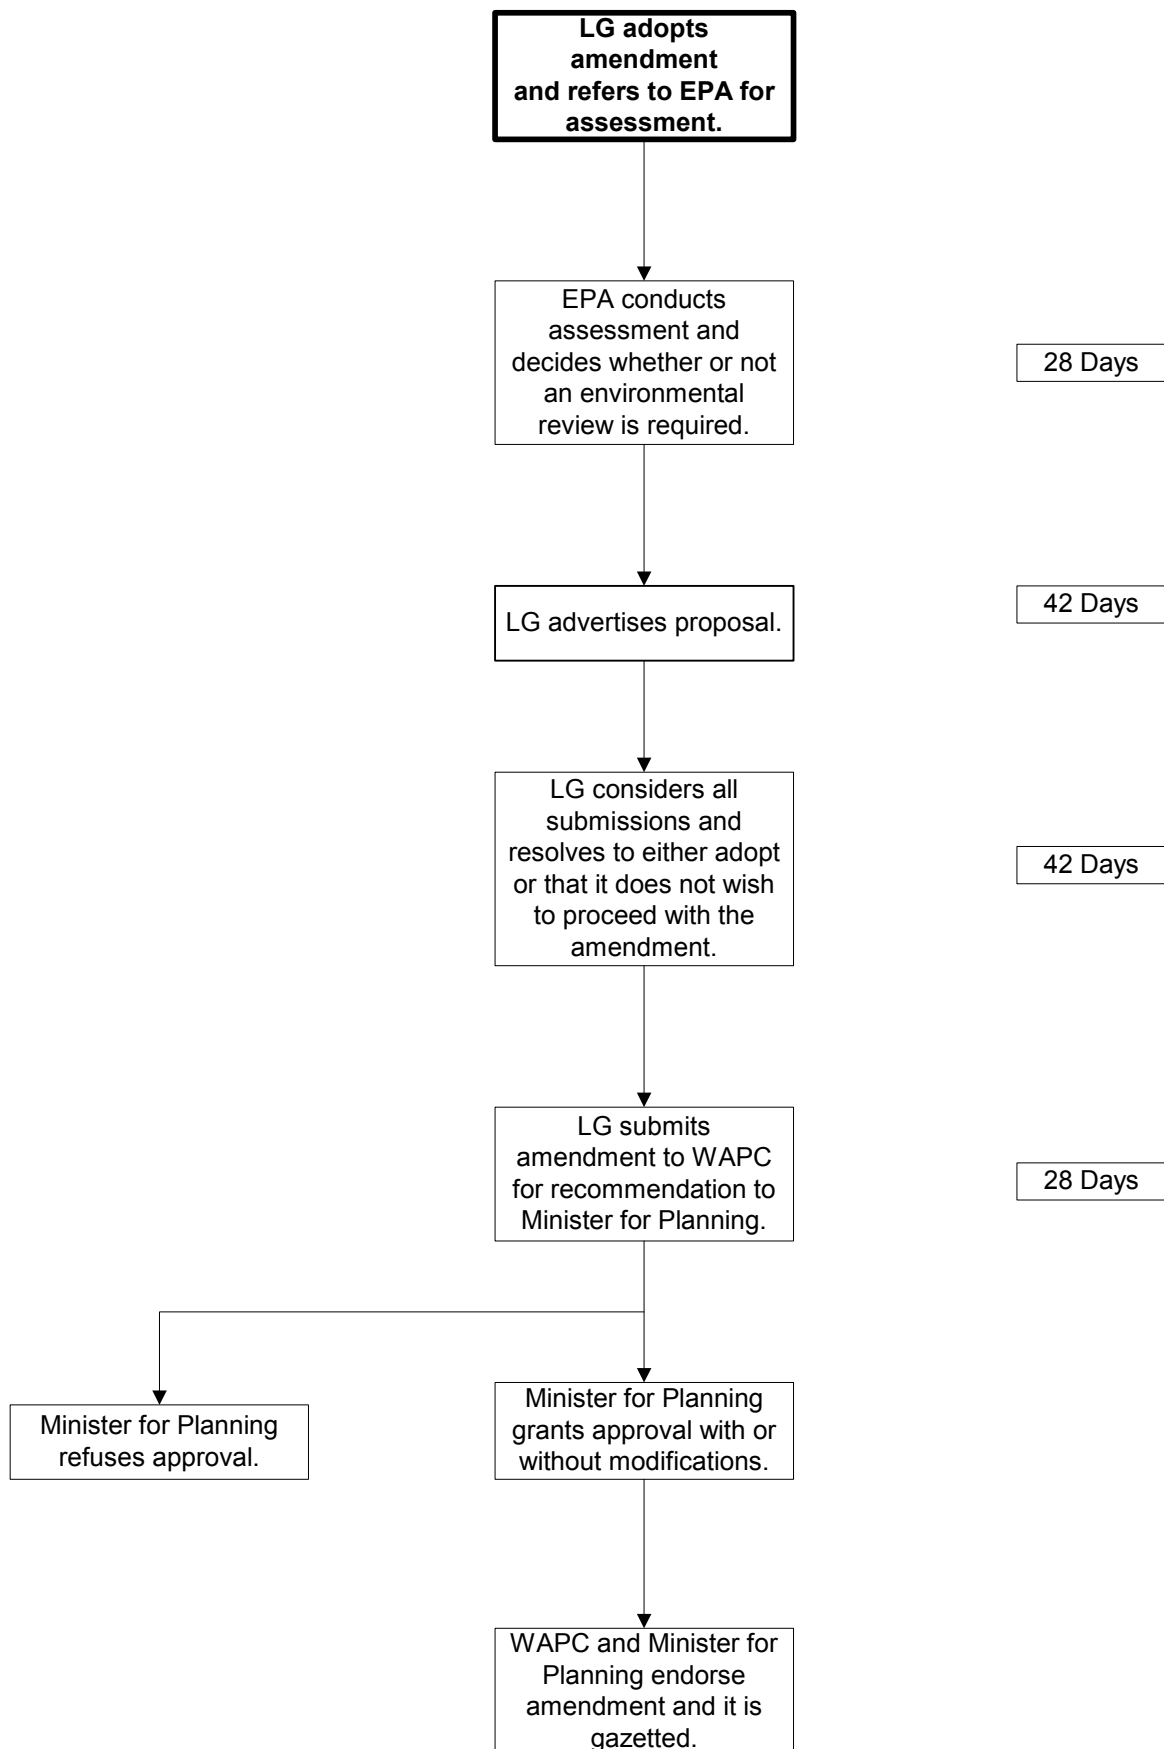 LG adopts
amendment
and refers to EPA for
assessment.
EPA conducts
assessment and
decides whether or not
an environmental
review is required.
28 Days
LG advertises proposal.
42 Days
LG considers all
submissions and
resolves to either adopt
or that it does not wish
to proceed with the
amendment.
42 Days
LG submits
amendment to WAPC
for recommendation to
Minister for Planning.
28 Days
Minister for Planning
refuses approval.
Minister for Planning
grants approval with or
without modifications.
WAPC and Minister for
Planning endorse
amendment and it is
gazetted.